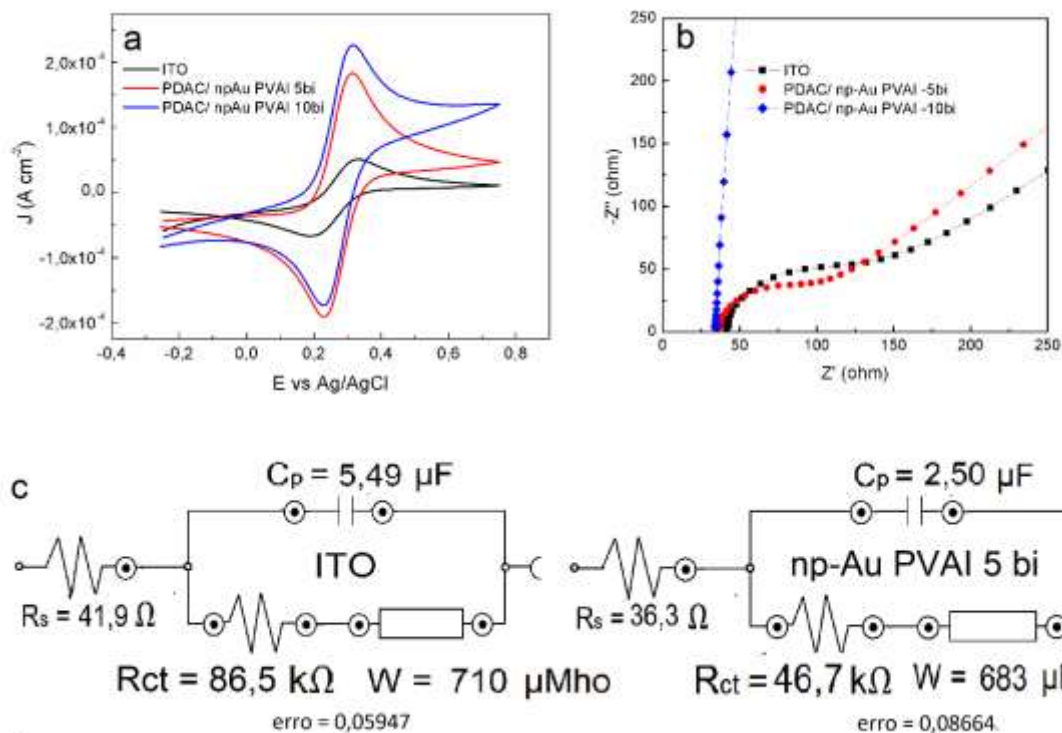 a
ITO
PDAC/ npAu PVAl 5bi
PDAC/ npAu PVAl 10bi
J (A cm⁻²)
2,0x10⁻⁴
1,0x10⁻⁴
0,0
-1,0x10⁻⁴
-2,0x10⁻⁴
-0,4 -0,2 0,0 0,2 0,4 0,6 0,8
E vs Ag/AgCl
b
ITO
PDAC/ np-Au PVAl -5bi
PDAC/ np-Au PVAl -10bi
-Z'' (ohm)
250
200
150
100
50
0
0 50 100 150 200 250
Z' (ohm)
c
Cp = 5,49 µF
ITO
Rs = 41,9 Ω
Rct = 86,5 kΩ W = 710 µMho
erro = 0,05947
Cp = 2,50 µF
np-Au PVAl 5 bi
Rs = 36,3 Ω
Rct = 46,7 kΩ W = 683 µ
erro = 0,08664